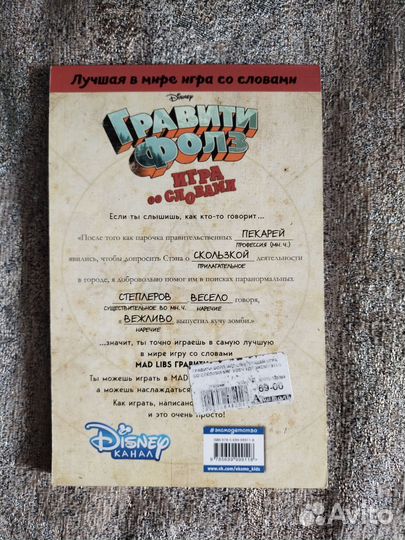 Лучшая в мире игра со словами
Disney
ГРАВИТИ
ФОЛЗ
ИГРА
СО СЛОВАМИ
Если ты слышишь, как кто-то говорит...
«После того как парочка правительственных ПЕКАРЕЙ
ПРОФЕССИЯ (МН. Ч.)
явились, чтобы допросить Стэна о СКОЛЬЗКОЙ деятельности
ПРИЛАГАТЕЛЬНОЕ
в городе, я добровольно помог им в поисках паранормальных
СТЕПЛЕРОВ ВЕСЕЛО говоря,
СУЩЕСТВИТЕЛЬНОЕ ВО МН. Ч. НАРЕЧИЕ
я ВЕЖЛИВО выпустил кучу зомби.»
НАРЕЧИЕ
...значит, ты точно играешь в самую лучшую
в мире игру со словами
MAD LIBS ГРАВИТИ
Ты можешь играть в MAD
а можешь наслаждаться
69-00
Как играть, написано
и это очень просто!
Disney
КАНАЛ
#эксмодетство
www.vk.com/eksmo_kids
Avito